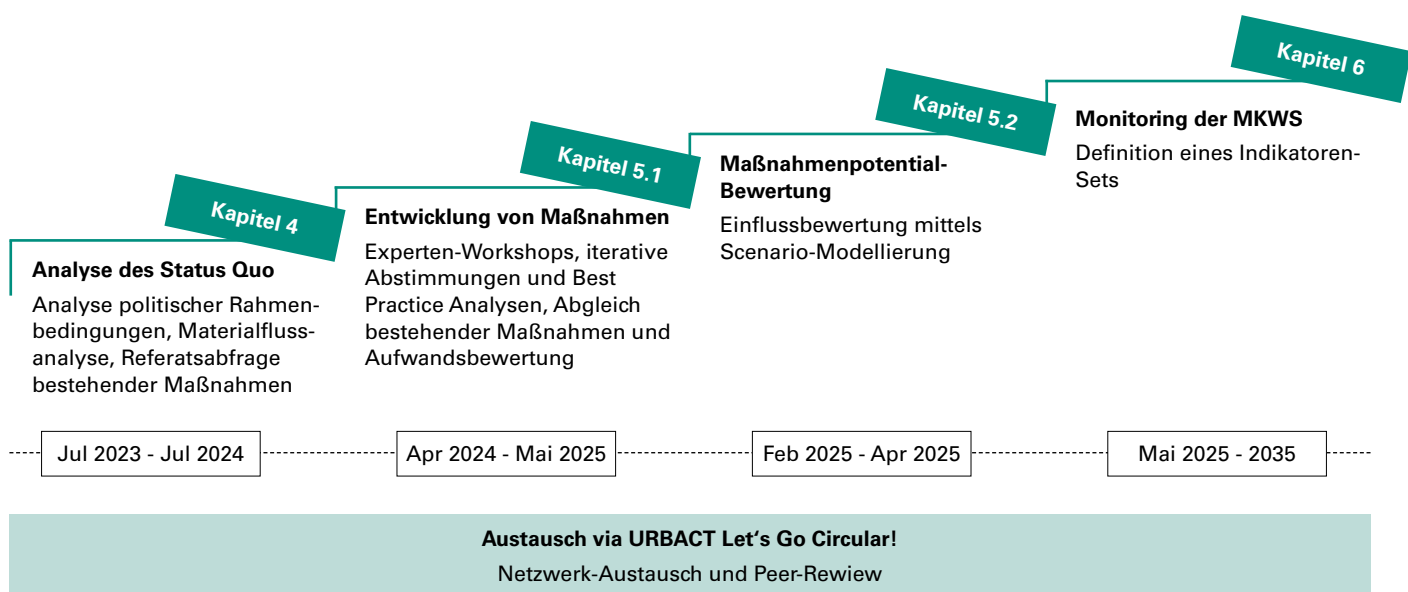 Kapitel 4
Analyse des Status Quo
Analyse politischer Rahmen-
bedingungen, Materialfluss-
analyse, Referatsabfrage
bestehender Maßnahmen
Kapitel 5.1
Entwicklung von Maßnahmen
Experten-Workshops, iterative
Abstimmungen und Best
Practice Analysen, Abgleich
bestehender Maßnahmen und
Aufwandsbewertung
Kapitel 5.2
Maßnahmenpotential-
Bewertung
Einflussbewertung mittels
Scenario-Modellierung
Kapitel 6
Monitoring der MKWS
Definition eines Indikatoren-
Sets
Jul 2023 - Jul 2024
Apr 2024 - Mai 2025
Feb 2025 - Apr 2025
Mai 2025 - 2035
Austausch via URBACT Let‘s Go Circular!
Netzwerk-Austausch und Peer-Rewiew